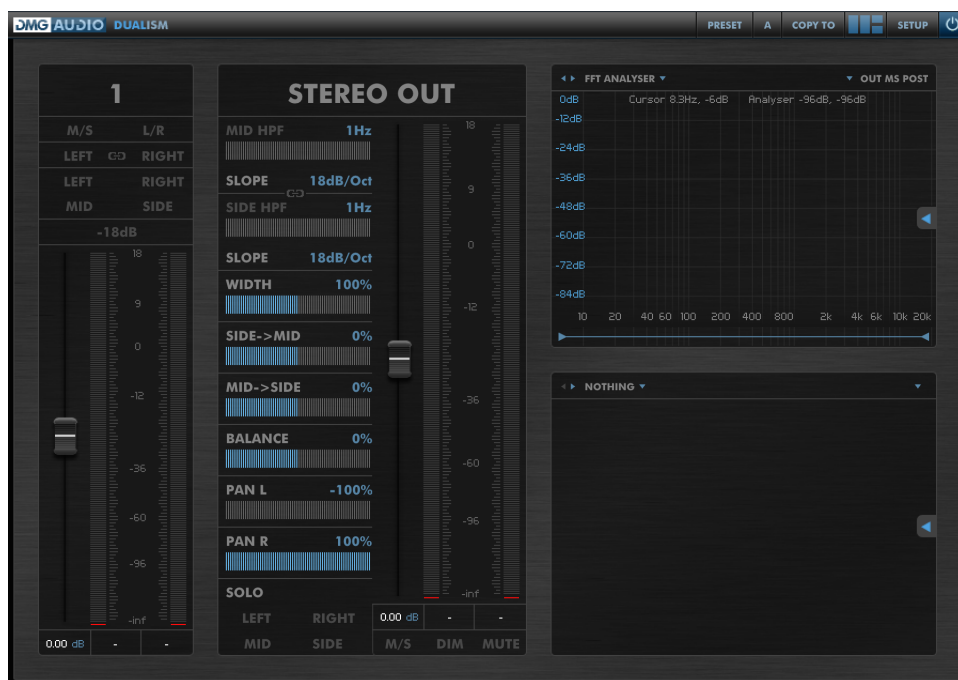 DMG AUDIO DUALISM
PRESET A COPY TO SETUP
1
M/S L/R
LEFT RIGHT
LEFT RIGHT
MID SIDE
-18dB
18
9
0
-12
-36
-60
-96
-inf
0.00 dB - -
STEREO OUT
MID HPF 1Hz
SLOPE 18dB/Oct
SIDE HPF 1Hz
SLOPE 18dB/Oct
WIDTH 100%
SIDE->MID 0%
MID->SIDE 0%
BALANCE 0%
PAN L -100%
PAN R 100%
SOLO
LEFT RIGHT
MID SIDE
18
9
0
-12
-36
-60
-96
-inf
0.00 dB - -
M/S DIM MUTE
FFT ANALYSER OUT MS POST
0dB Cursor 8.3Hz, -6dB Analyser -96dB, -96dB
-12dB
-24dB
-36dB
-48dB
-60dB
-72dB
-84dB
10 20 40 60 100 200 400 800 2k 4k 6k 10k 20k
NOTHING